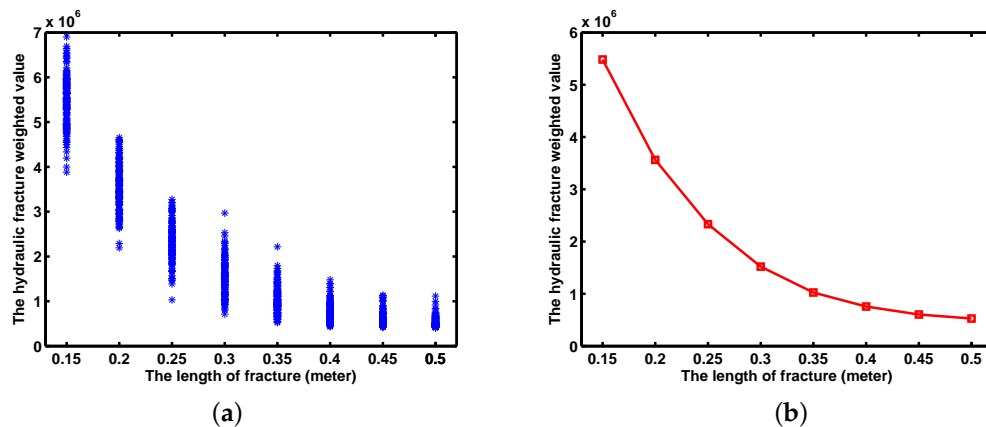 x 10^6
7
6
5
4
3
2
1
0
The hydraulic fracture weighted value
0.15 0.2 0.25 0.3 0.35 0.4 0.45 0.5
The length of fracture (meter)
(a)
x 10^6
6
5
4
3
2
1
0
The hydraulic fracture weighted value
0.15 0.2 0.25 0.3 0.35 0.4 0.45 0.5
The length of fracture (meter)
(b)